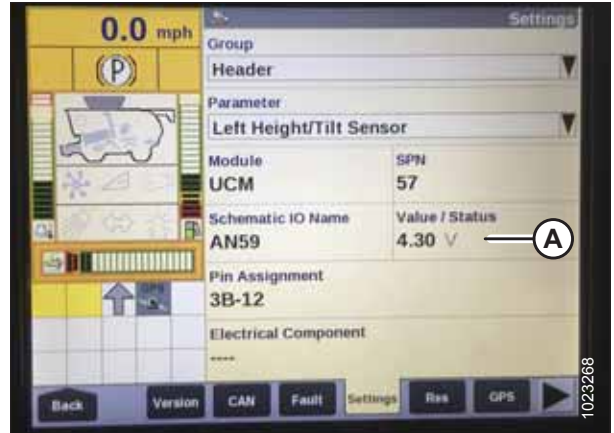 0.0 mph
Settings
(P)
Group
Header
Parameter
Left Height/Tilt Sensor
Module
UCM
SPN
57
Schematic IO Name
AN59
Value / Status
4.30 V
A
Pin Assignment
3B-12
Electrical Component
----
GPS
Back
Version
CAN
Fault
Settings
Res
GPS
1023268